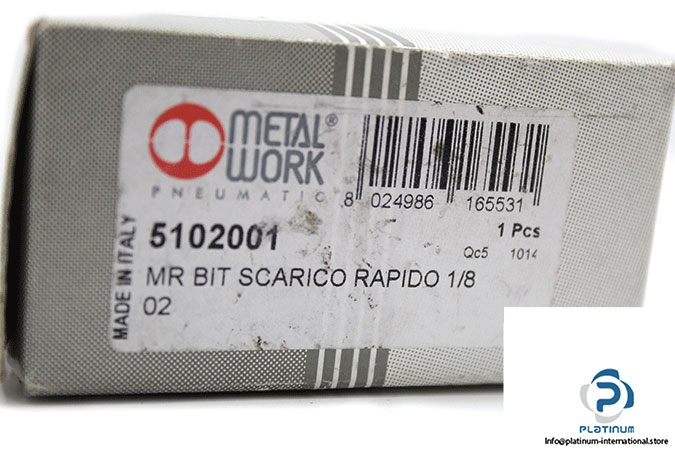 METAL®
WORK
PNEUMATIC
8 024986 165531
MADE IN ITALY
5102001
1 Pcs
Qc5 1014
MR BIT SCARICO RAPIDO 1/8
02
PLATINUM
Info@platinum-international.store